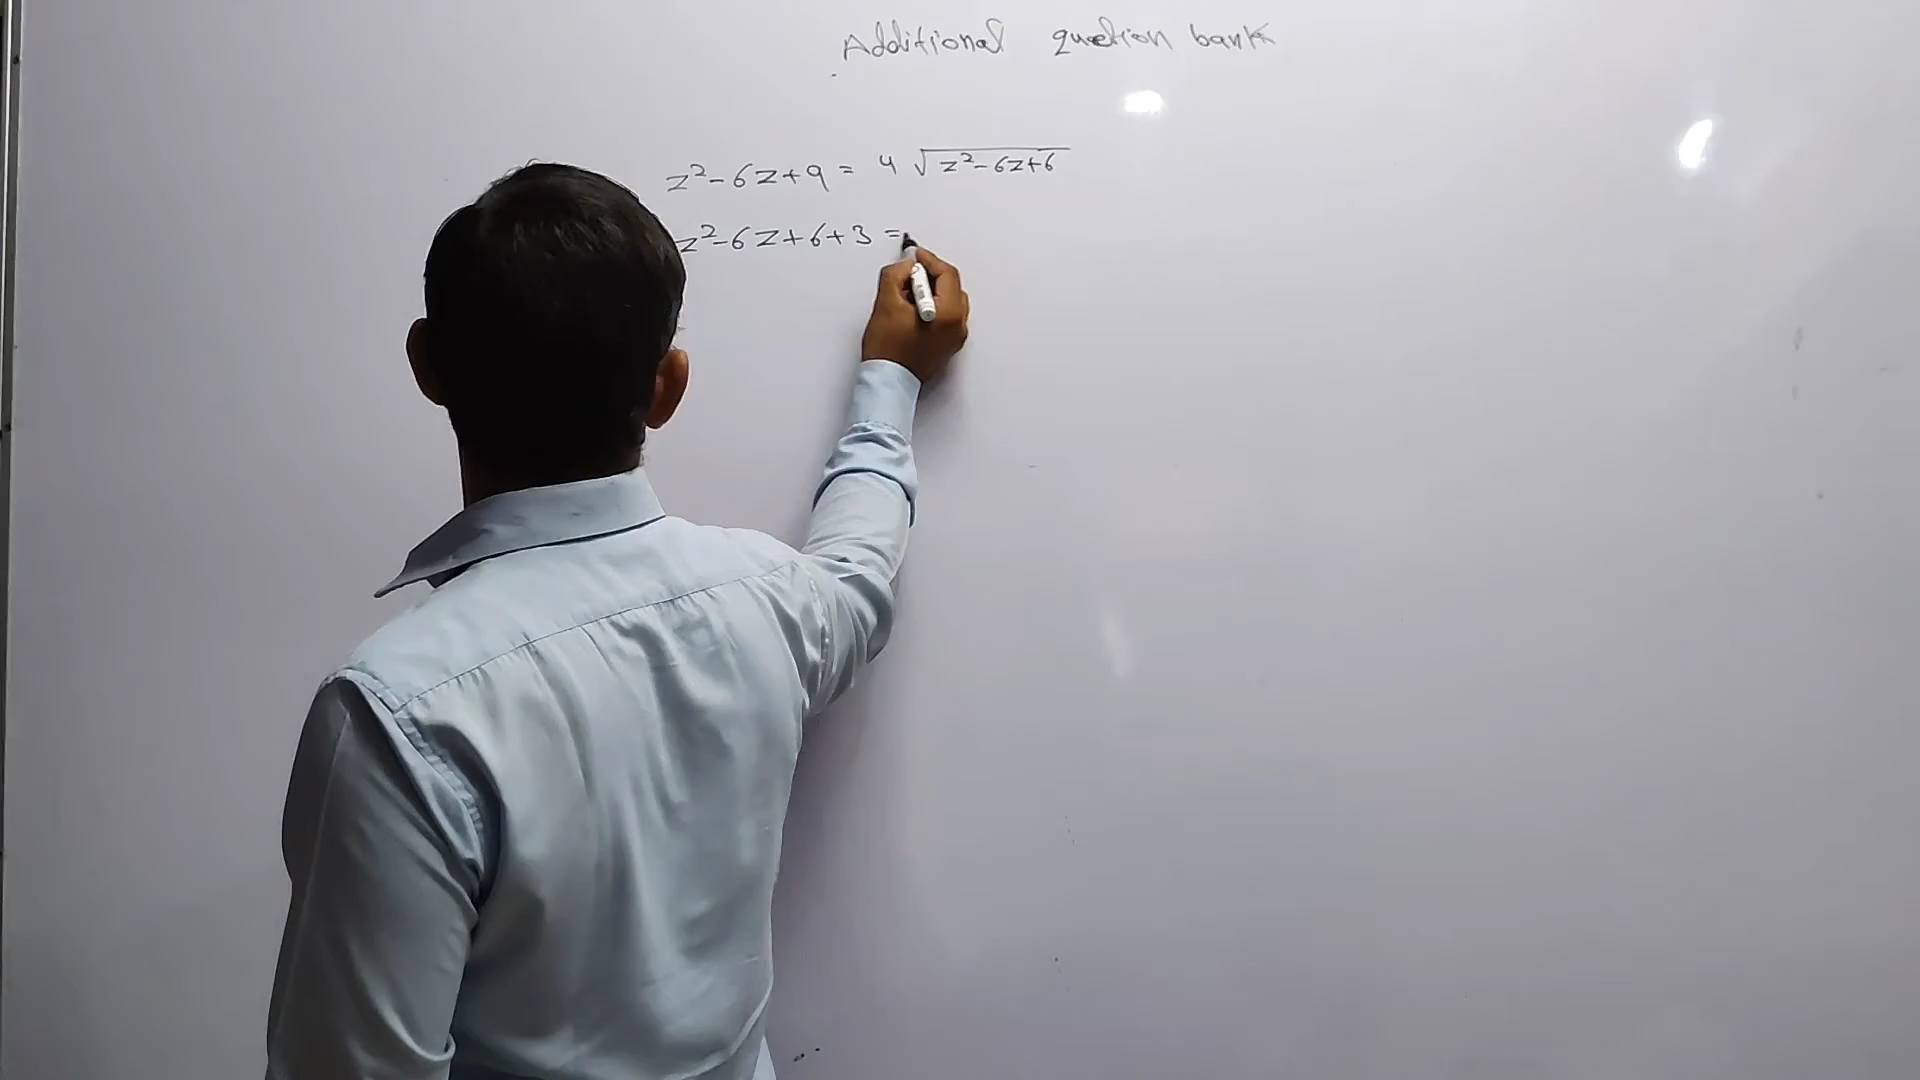 Additional question bank
z²-6z+9 = 4 √z²-6z+6
z²-6z+6+3 =